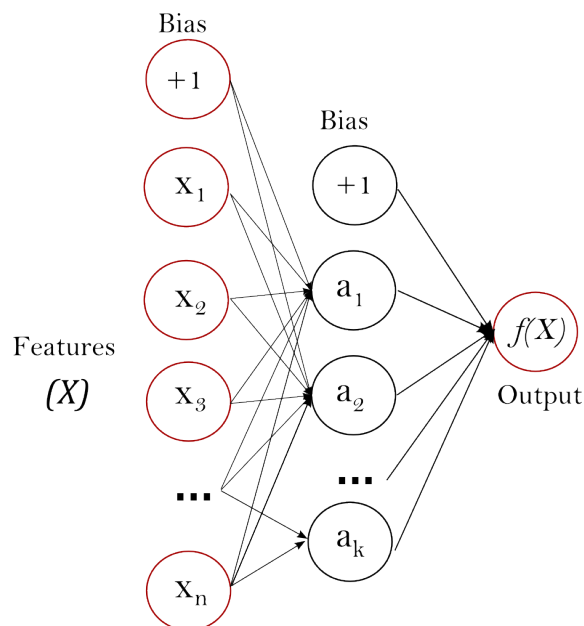 Bias
+1
x1
x2
x3
...
xn
Features
(X)
Bias
+1
a1
a2
...
ak
f(X)
Output